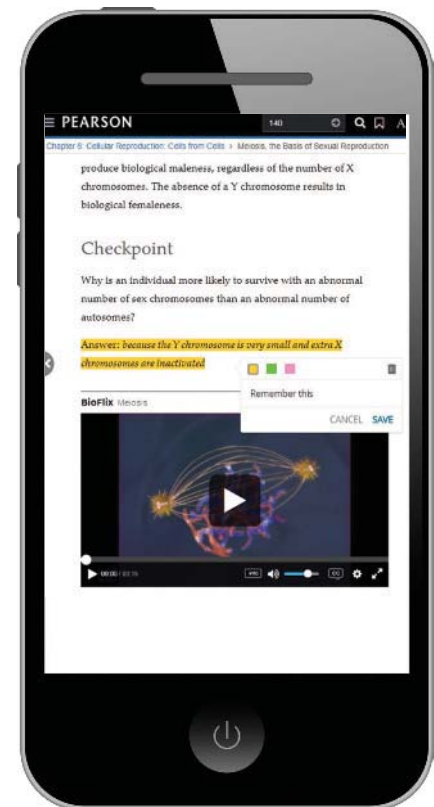 PEARSON 140 A
Chapter 8: Cellular Reproduction: Cells from Cells > Meiosis, the Basis of Sexual Reproduction
produce biological maleness, regardless of the number of X
chromosomes. The absence of a Y chromosome results in
biological femaleness.
Checkpoint
Why is an individual more likely to survive with an abnormal
number of sex chromosomes than an abnormal number of
autosomes?
Answer: because the Y chromosome is very small and extra X
chromosomes are inactivated
Remember this
CANCEL SAVE
BioFlix Meiosis
00:00
CC